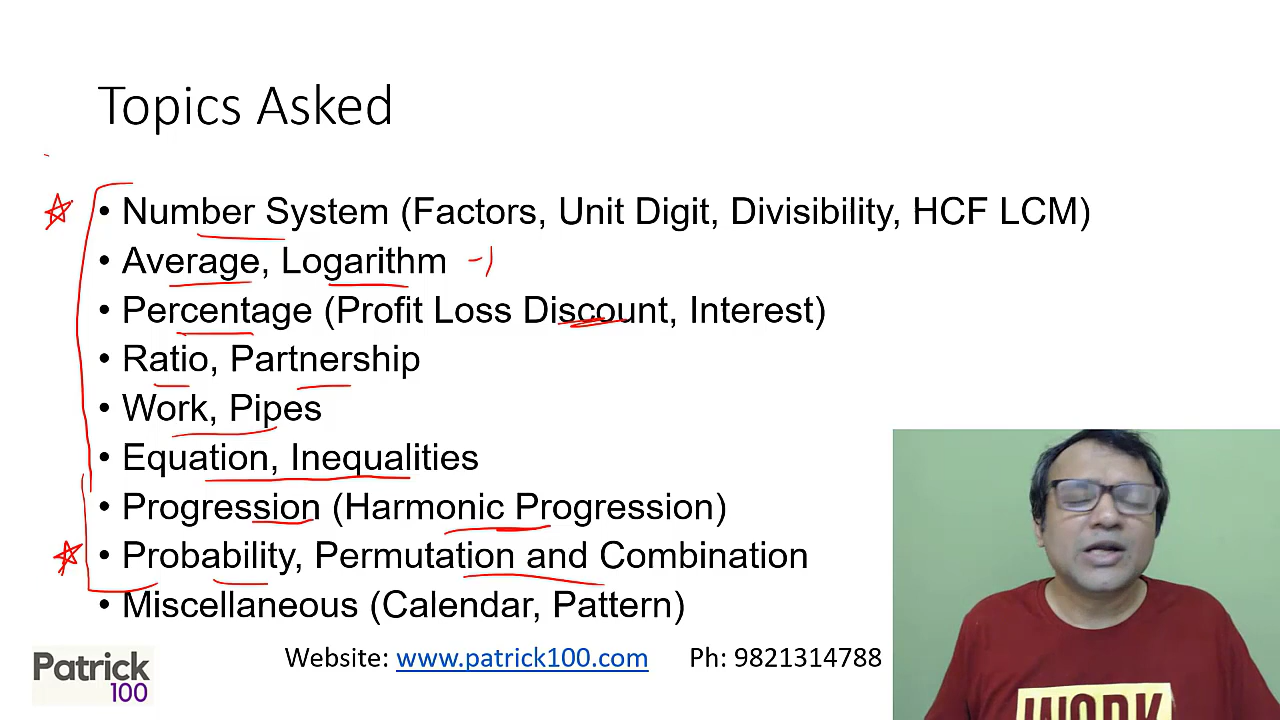 Topics Asked
• Number System (Factors, Unit Digit, Divisibility, HCF LCM)
• Average, Logarithm -1
• Percentage (Profit Loss Discount, Interest)
• Ratio, Partnership
• Work, Pipes
• Equation, Inequalities
• Progression (Harmonic Progression)
• Probability, Permutation and Combination
• Miscellaneous (Calendar, Pattern)
Patrick
100
Website: www.patrick100.com Ph: 9821314788
WORK